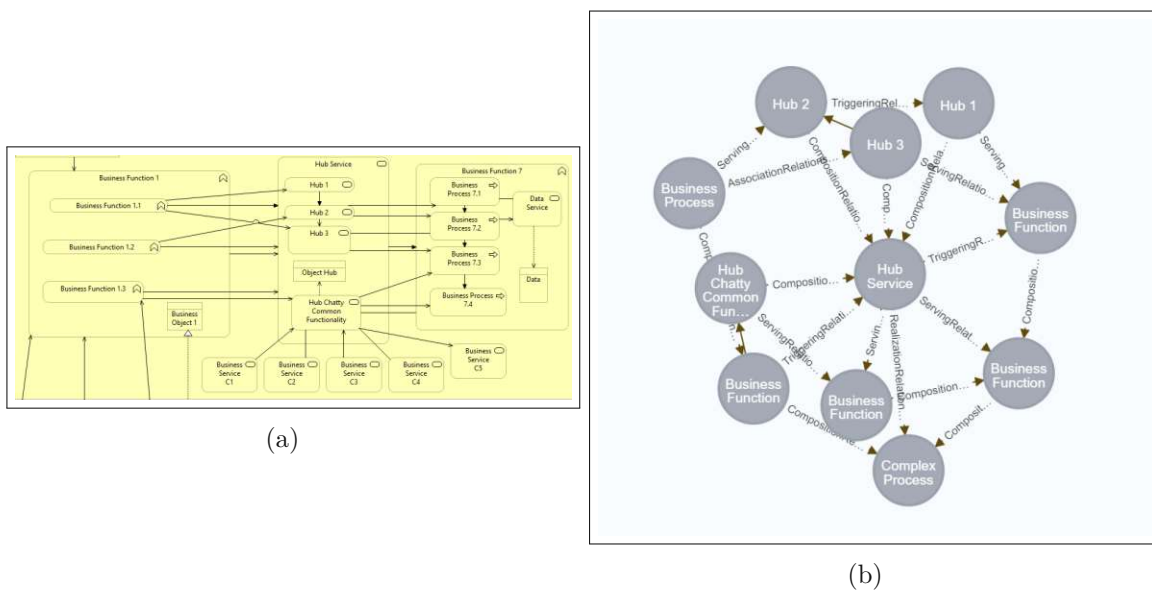 Business Function 1
Business Function 1.1
Business Function 1.2
Business Function 1.3
Business
Object 1
Hub Service
Hub 1
Hub 2
Hub 3
Object Hub
Hub Chatty
Common
Functionality
Business
Service
C1
Business
Service
C2
Business
Service
C3
Business
Service
C4
Business
Service
C5
Business Function 7
Business
Process 7.1
Business
Process 7.2
Business
Process 7.3
Business Process
7.4
Data
Service
Data
(a)
Hub 2
TriggeringRel...
Hub 1
Hub 3
Serving...
CompositionRelatio...
AssociationRelations
Comp...
CompositionRela...
ServingRelatio...
Serving...
Business
Process
Business
Function
Hub
Service
TriggeringR...
Hub
Chatty
Common
Fun...
Compositio...
Compositio...
ServingRelatio...
TriggeringRelati...
Servin...
RealizationRelation
ServingRelat...
Business
Function
Business
Function
Composition...
Business
Function
Composit...
Complex
Process
(b)